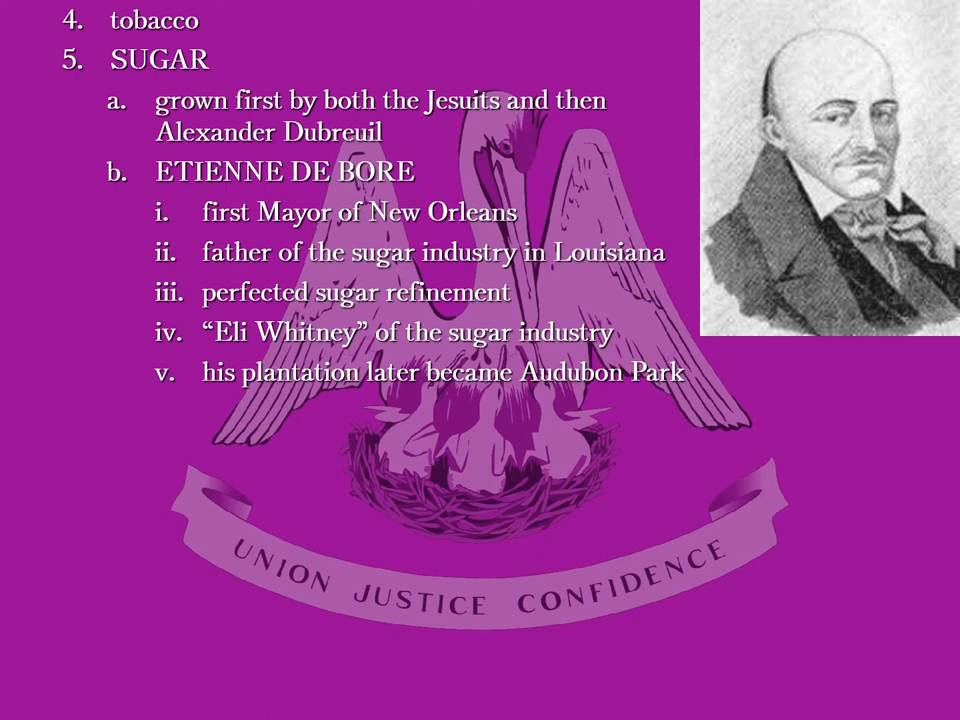 4. tobacco
5. SUGAR
a. grown first by both the Jesuits and then
Alexander Dubreuil
b. ETIENNE DE BORE
i. first Mayor of New Orleans
ii. father of the sugar industry in Louisiana
iii. perfected sugar refinement
iv. “Eli Whitney” of the sugar industry
v. his plantation later became Audubon Park
UNION JUSTICE CONFIDENCE